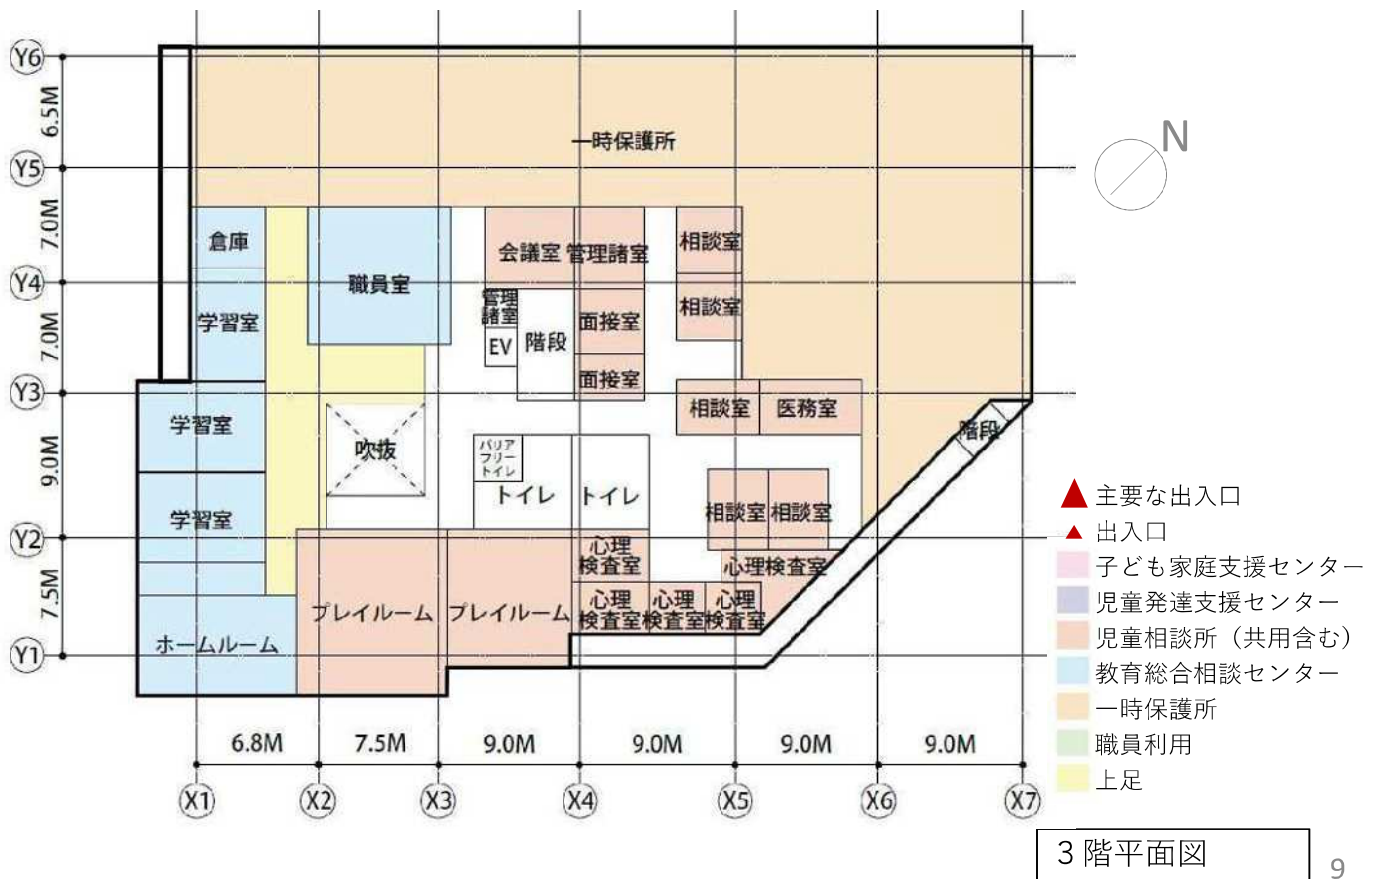 Y6
6.5M
N
一時保護所
Y5
7.0M
倉庫
会議室
管理諸室
相談室
Y4
職員室
管理
諸室
相談室
学習室
7.0M
EV
階段
面接室
面接室
Y3
相談室
医務室
学習室
吹抜
階段
バリア
フリー
トイレ
9.0M
トイレ
トイレ
主要な出入口
学習室
相談室
相談室
出入口
Y2
心理
検査室
心理検査室
子ども家庭支援センター
児童発達支援センター
7.5M
プレイルーム
プレイルーム
心理
検査室
心理
検査室
心理
検査室
児童相談所（共用含む）
ホームルーム
Y1
教育総合相談センター
一時保護所
6.8M
7.5M
9.0M
9.0M
9.0M
9.0M
職員利用
上足
X1
X2
X3
X4
X5
X6
X7
３階平面図
9